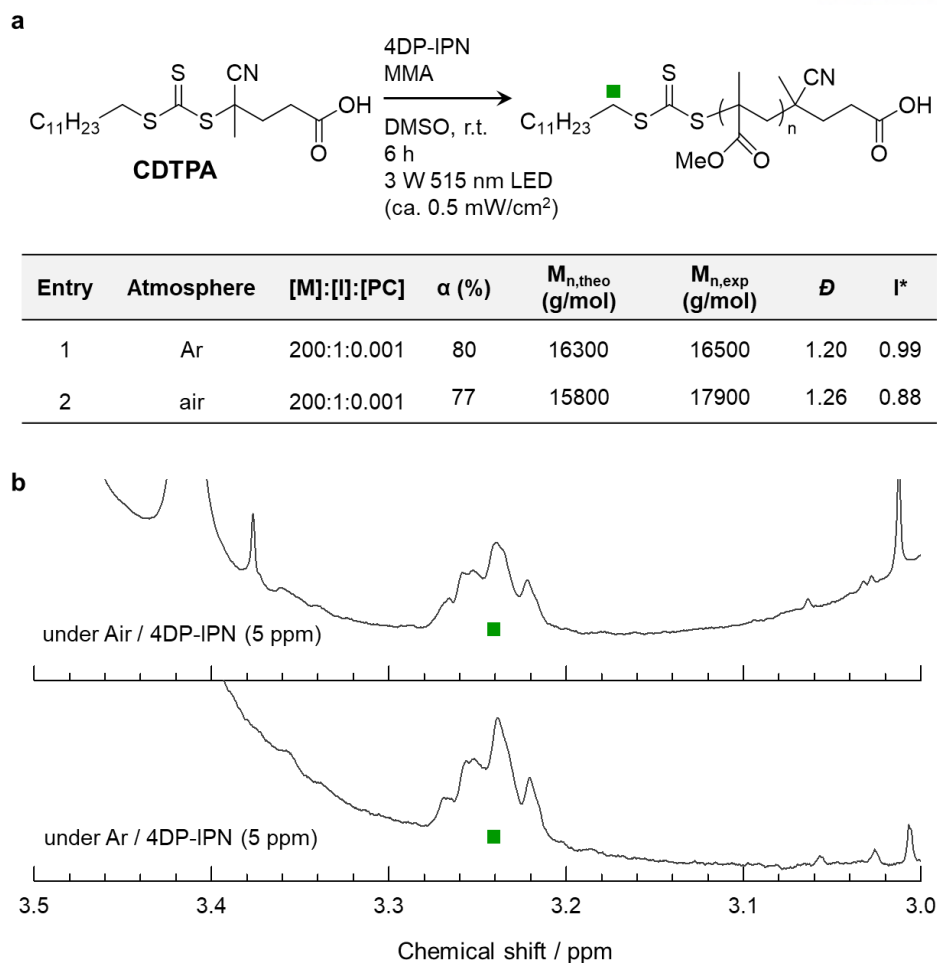 a
4DP-IPN
MMA
DMSO, r.t.
6 h
3 W 515 nm LED
(ca. 0.5 mW/cm²)
S
CN
C₁₁H₂₃
S
S
OH
O
CDTPA
S
CN
C₁₁H₂₃
S
S
n
OH
MeO
O
O
Entry Atmosphere [M]:[I]:[PC] α (%) Mn,theo (g/mol) Mn,exp (g/mol) Đ I*
1 Ar 200:1:0.001 80 16300 16500 1.20 0.99
2 air 200:1:0.001 77 15800 17900 1.26 0.88
b
under Air / 4DP-IPN (5 ppm)
under Ar / 4DP-IPN (5 ppm)
3.5 3.4 3.3 3.2 3.1 3.0
Chemical shift / ppm